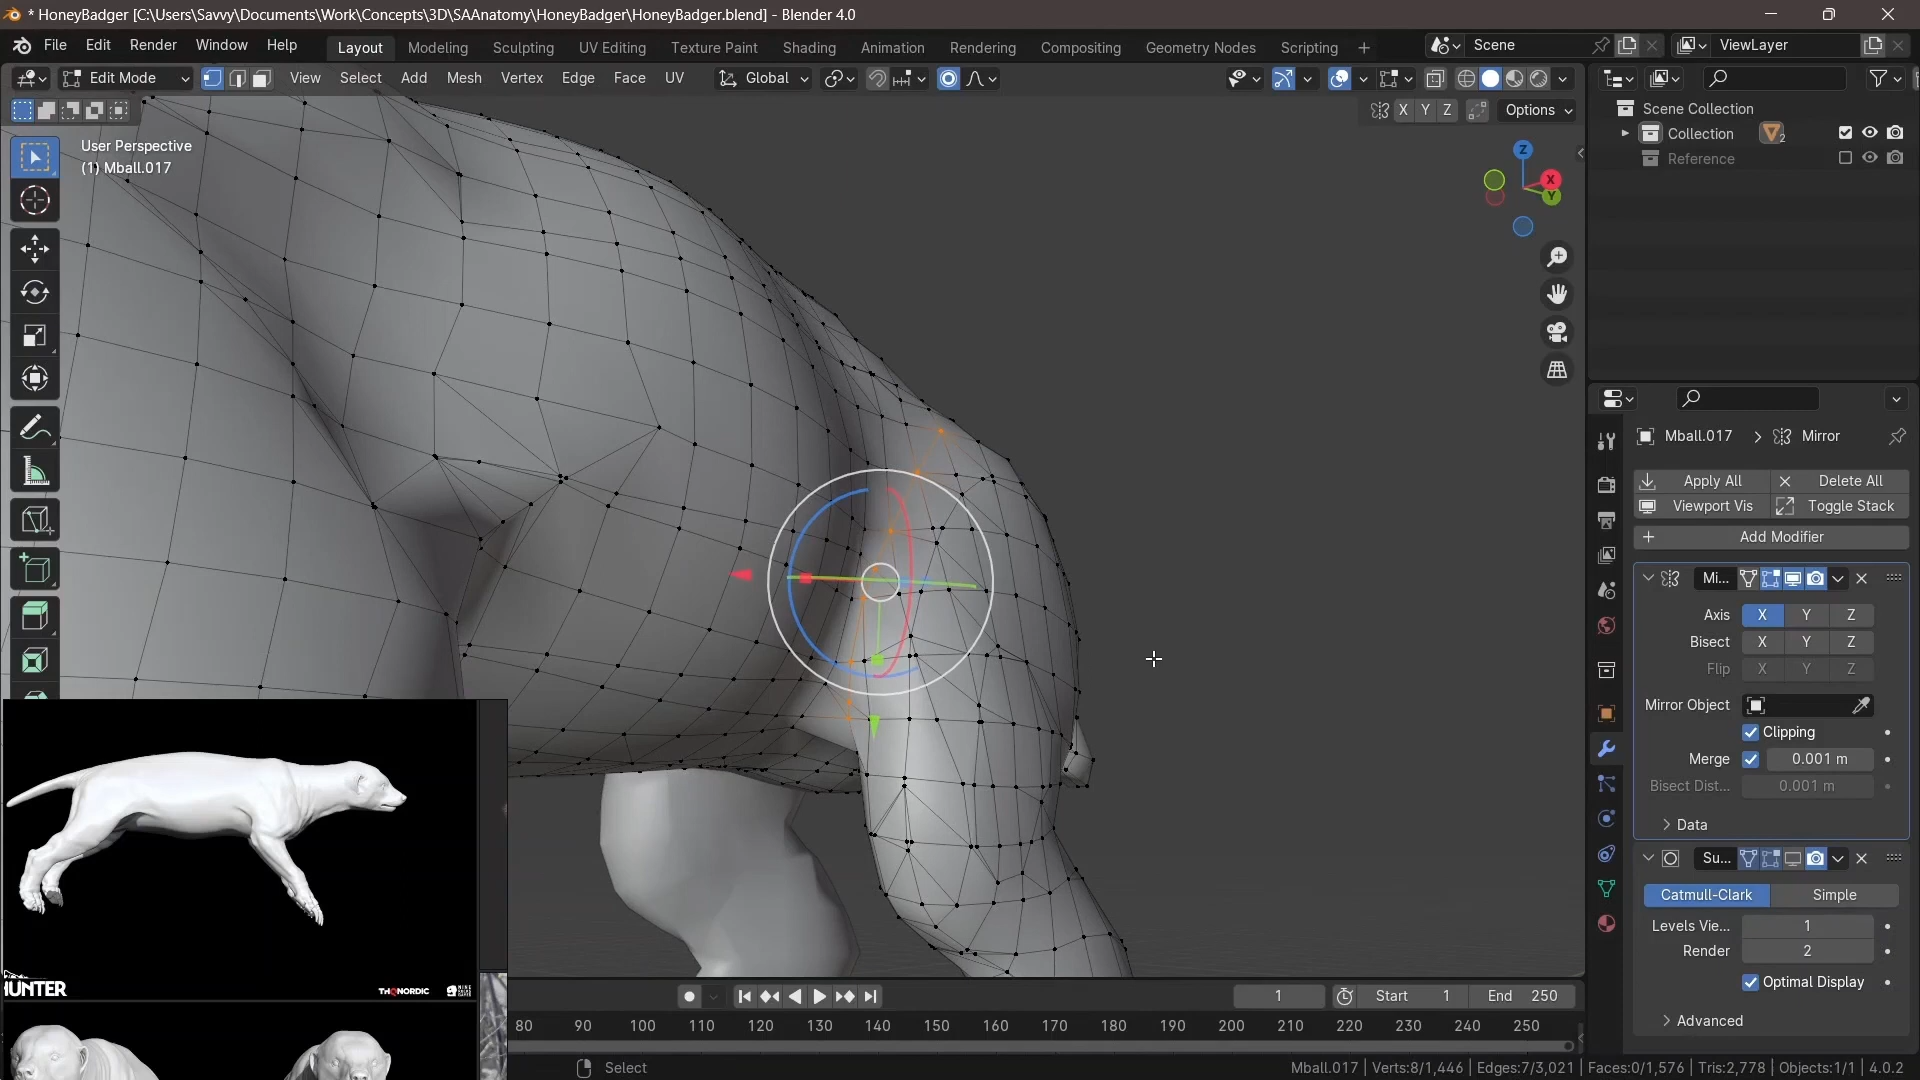 * HoneyBadger [C:\Users\Savvy\Documents\Work\Concepts\3D\SAAnatomy\HoneyBadger\HoneyBadger.blend] - Blender 4.0
File Edit Render Window Help Layout Modeling Sculpting UV Editing Texture Paint Shading Animation Rendering Compositing Geometry Nodes Scripting + Scene ViewLayer
Edit Mode View Select Add Mesh Vertex Edge Face UV Global
X Y Z Options
User Perspective
(1) Mball.017
Z
X
Y
Scene Collection
Collection 2
Reference
Mball.017 > Mirror
Apply All Delete All
Viewport Vis Toggle Stack
Add Modifier
Mi...
Axis X Y Z
Bisect X Y Z
Flip X Y Z
Mirror Object
Clipping
Merge 0.001 m
Bisect Dist... 0.001 m
Data
Su...
Catmull-Clark Simple
Levels Vie... 1
Render 2
Optimal Display
Advanced
HUNTER
THQNORDIC
1 Start 1 End 250
80 90 100 110 120 130 140 150 160 170 180 190 200 210 220 230 240 250
Select
Mball.017 | Verts:8/1,446 | Edges:7/3,021 | Faces:0/1,576 | Tris:2,778 | Objects:1/1 | 4.0.2